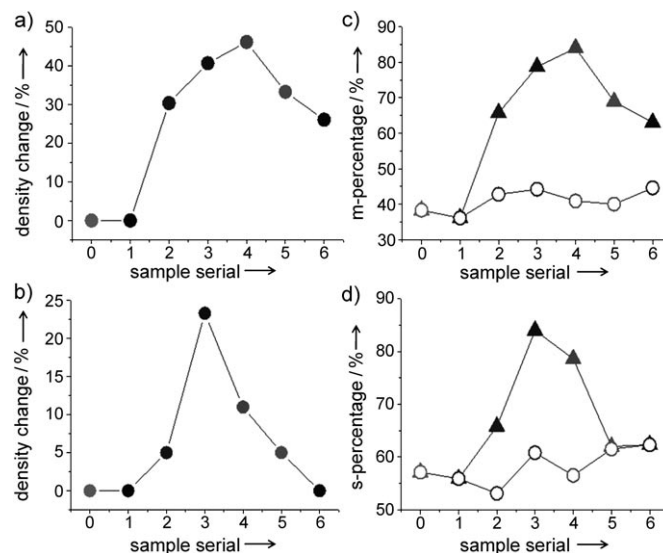 a)
density change / % ⟶
50
40
30
20
10
0
0 1 2 3 4 5 6
sample serial ⟶
b)
density change / % ⟶
25
20
15
10
5
0
0 1 2 3 4 5 6
sample serial ⟶
c)
m-percentage / % ⟶
90
80
70
60
50
40
30
0 1 2 3 4 5 6
sample serial ⟶
d)
s-percentage / % ⟶
90
80
70
60
50
0 1 2 3 4 5 6
sample serial ⟶